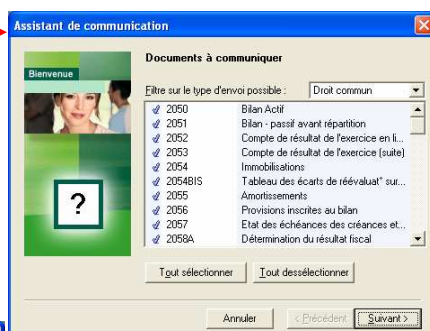 Assistant de communication
Bienvenue
Documents à communiquer
Filtre sur le type d'envoi possible : Droit commun
2050 Bilan Actif
2051 Bilan - passif avant répartition
2052 Compte de résultat de l'exercice en li...
2053 Compte de résultat de l'exercice (suite)
2054 Immobilisations
2054BIS Tableau des écarts de réévaluat° sur...
2055 Amortissements
2056 Provisions inscrites au bilan
2057 Etat des échéances des créances et...
2058A Détermination du résultat fiscal
?
Tout sélectionner Tout dessélectionner
Annuler < Précédent Suivant >